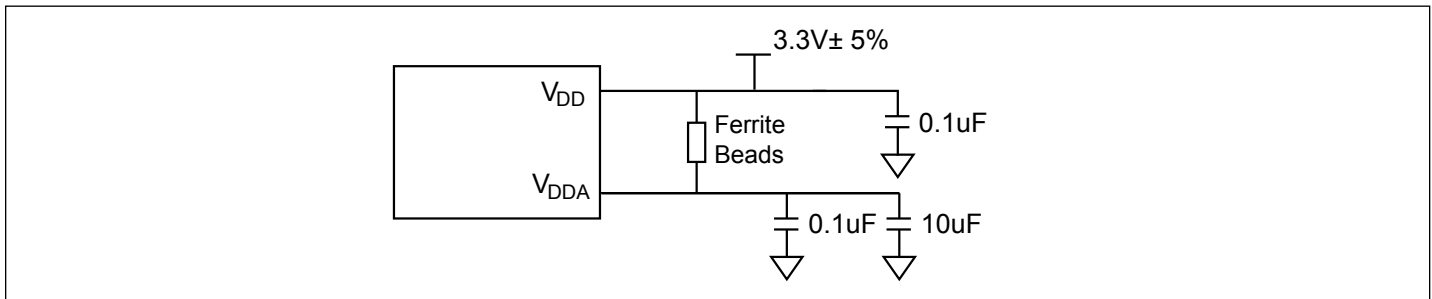 3.3V± 5%
VDD
Ferrite
Beads
0.1uF
VDDA
0.1uF
10uF